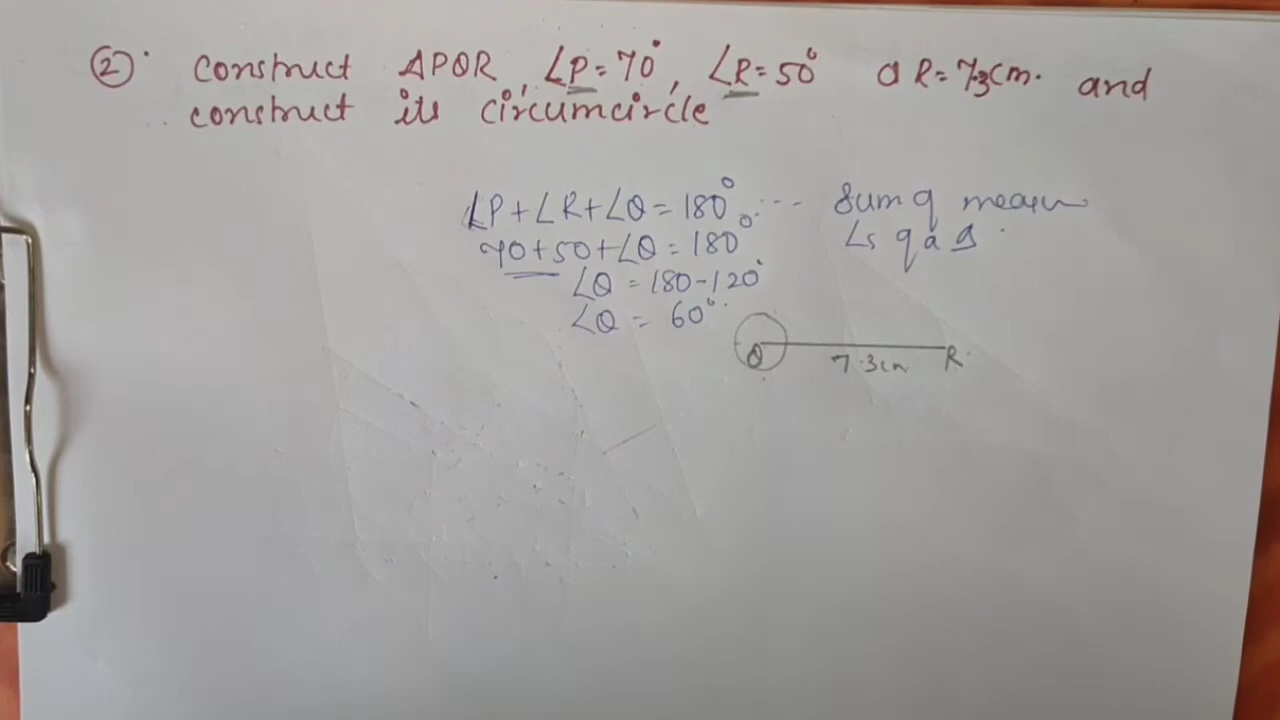 ② construct ΔPQR, ∠P=70°, ∠R=50° QR=7.3cm. and
construct its circumcircle
∠P+∠R+∠Q=180° ... Sum of
70+50+∠Q=180° ∠s of a Δ.
∠Q=180-120°
∠Q=60°.
Q 7.3cm R